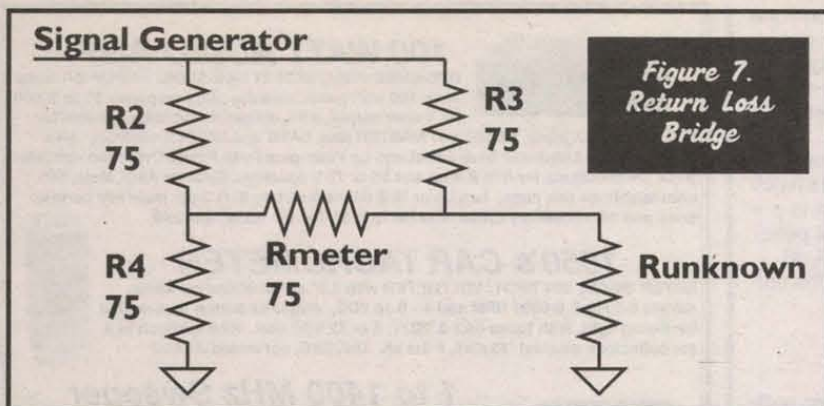 Signal Generator
R2
75
R3
75
Figure 7.
Return Loss
Bridge
R4
75
Rmeter
75
Runknown